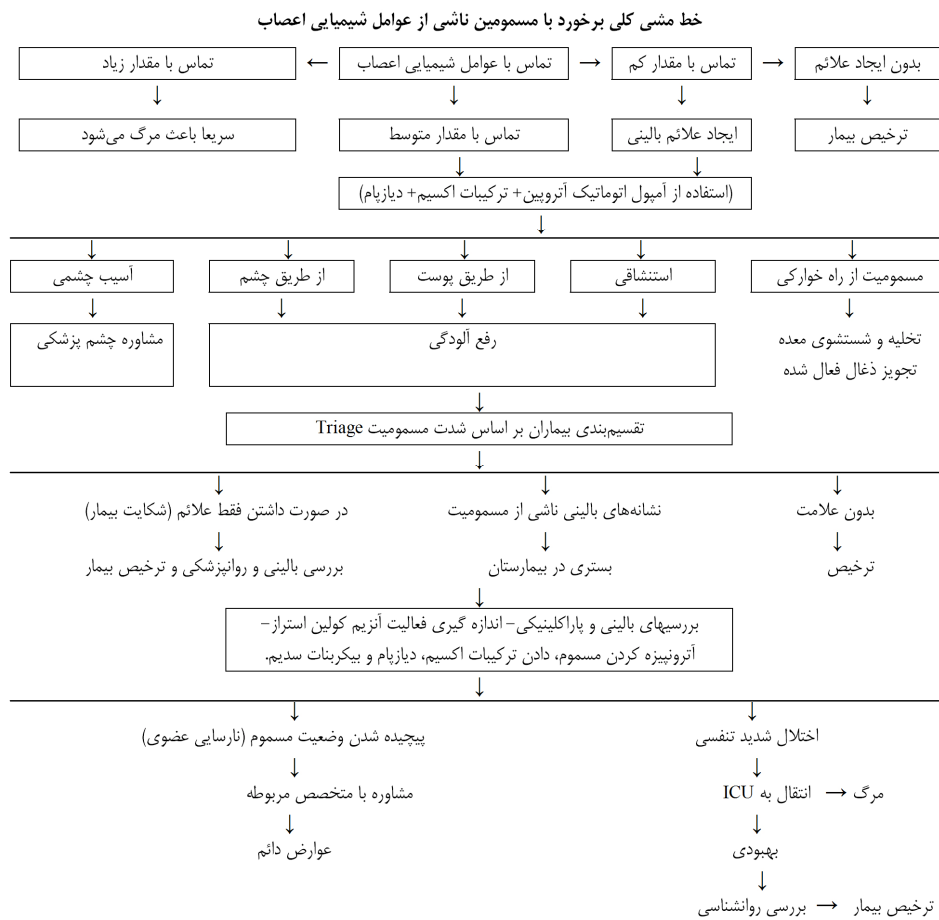 خط مشی کلی برخورد با مسمومین ناشی از عوامل شیمیایی اعصاب
بدون ایجاد علائم ← تماس با مقدار کم ← تماس با عوامل شیمیایی اعصاب → تماس با مقدار زیاد
↓ ↓ ↓ ↓
ترخیص بیمار ایجاد علائم بالینی تماس با مقدار متوسط سریعا باعث مرگ می‌شود
↓ ↓
(استفاده از آمپول اتوماتیک آتروپین+ ترکیبات اکسیم+ دیازپام)
↓
↓ ↓ ↓ ↓ ↓
مسمومیت از راه خوارکی استنشاقی از طریق پوست از طریق چشم آسیب چشمی
↓ ↓ ↓ ↓ ↓
تخلیه و شستشوی معده رفع آلودگی مشاوره چشم پزشکی
تجویز ذغال فعال شده
↓
تقسیم‌بندی بیماران بر اساس شدت مسمومیت Triage
↓
↓ ↓ ↓
بدون علامت نشانه‌های بالینی ناشی از مسمومیت در صورت داشتن فقط علائم (شکایت بیمار)
↓ ↓ ↓
ترخیص بستری در بیمارستان بررسی بالینی و روانپزشکی و ترخیص بیمار
↓
بررسیهای بالینی و پاراکلینیکی– اندازه گیری فعالیت آنزیم کولین استراز–
آترونپیزه کردن مسموم، دادن ترکیبات اکسیم، دیازپام و بیکربنات سدیم.
↓
↓ ↓
اختلال شدید تنفسی پیچیده شدن وضعیت مسموم (نارسایی عضوی)
↓ ↓
مرگ ← انتقال به ICU مشاوره با متخصص مربوطه
↓ ↓
بهبودی عوارض دائم
↓
ترخیص بیمار ← بررسی روانشناسی